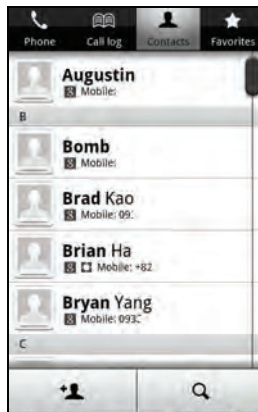 Phone Call log Contacts Favorites
Augustin
Mobile:
B
Bomb
Mobile:
Brad Kao
Mobile: 09
Brian Ha
Mobile: +82
Bryan Yang
Mobile: 093
C